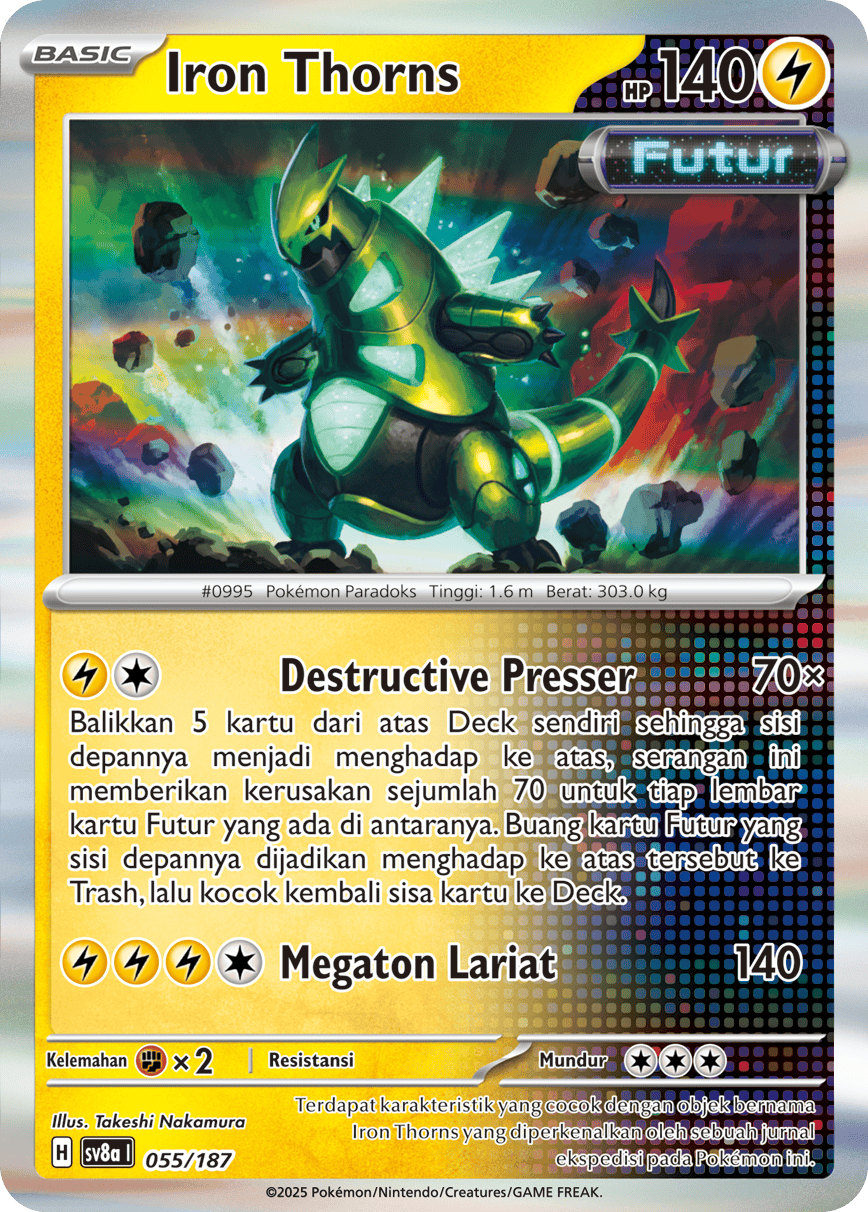 BASIC
Iron Thorns
HP 140
Futur
#0995 Pokémon Paradoks Tinggi: 1.6 m Berat: 303.0 kg
Destructive Presser 70×
Balikkan 5 kartu dari atas Deck sendiri sehingga sisi
depannya menjadi menghadap ke atas, serangan ini
memberikan kerusakan sejumlah 70 untuk tiap lembar
kartu Futur yang ada di antaranya. Buang kartu Futur yang
sisi depannya dijadikan menghadap ke atas tersebut ke
Trash, lalu kocok kembali sisa kartu ke Deck.
Megaton Lariat 140
Kelemahan ×2 Resistansi Mundur
Illus. Takeshi Nakamura
H sv8a I 055/187
Terdapat karakteristik yang cocok dengan objek bernama
Iron Thorns yang diperkenalkan oleh sebuah jurnal
ekspedisi pada Pokémon ini.
©2025 Pokémon/Nintendo/Creatures/GAME FREAK.